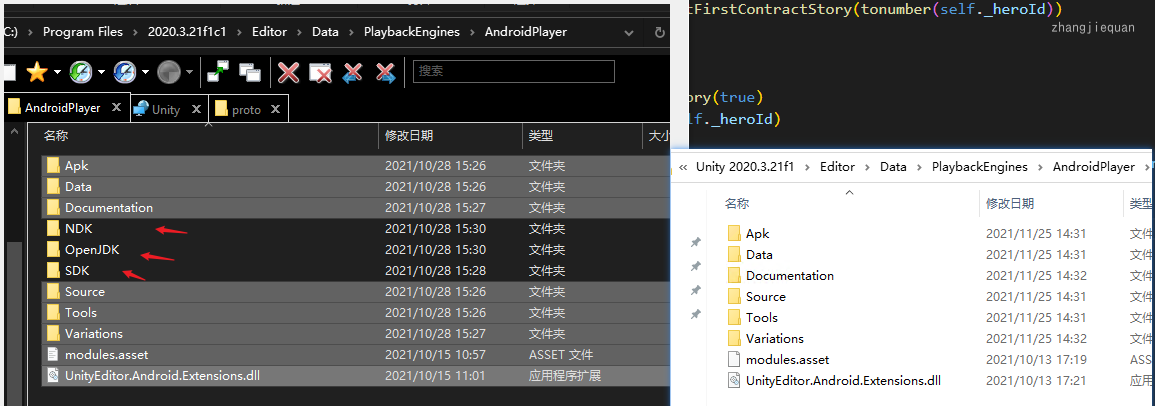 C:) › Program Files › 2020.3.21f1c1 › Editor › Data › PlaybackEngines › AndroidPlayer
搜索
AndroidPlayer
Unity
proto
名称 修改日期 类型 大小
Apk 2021/10/28 15:26 文件夹
Data 2021/10/28 15:26 文件夹
Documentation 2021/10/28 15:27 文件夹
NDK 2021/10/28 15:30 文件夹
OpenJDK 2021/10/28 15:30 文件夹
SDK 2021/10/28 15:28 文件夹
Source 2021/10/28 15:26 文件夹
Tools 2021/10/28 15:26 文件夹
Variations 2021/10/28 15:27 文件夹
modules.asset 2021/10/15 10:57 ASSET 文件
UnityEditor.Android.Extensions.dll 2021/10/15 11:01 应用程序扩展
tFirstContractStory(tonumber(self._heroId))
zhangjiequan
ory(true)
lf._heroId)
« Unity 2020.3.21f1 › Editor › Data › PlaybackEngines › AndroidPlayer ›
名称 修改日期 类型
Apk 2021/11/25 14:31 文件
Data 2021/11/25 14:31 文件
Documentation 2021/11/25 14:32 文件
Source 2021/11/25 14:31 文件
Tools 2021/11/25 14:31 文件
Variations 2021/11/25 14:32 文件
modules.asset 2021/10/13 17:19 ASS
UnityEditor.Android.Extensions.dll 2021/10/13 17:21 应用